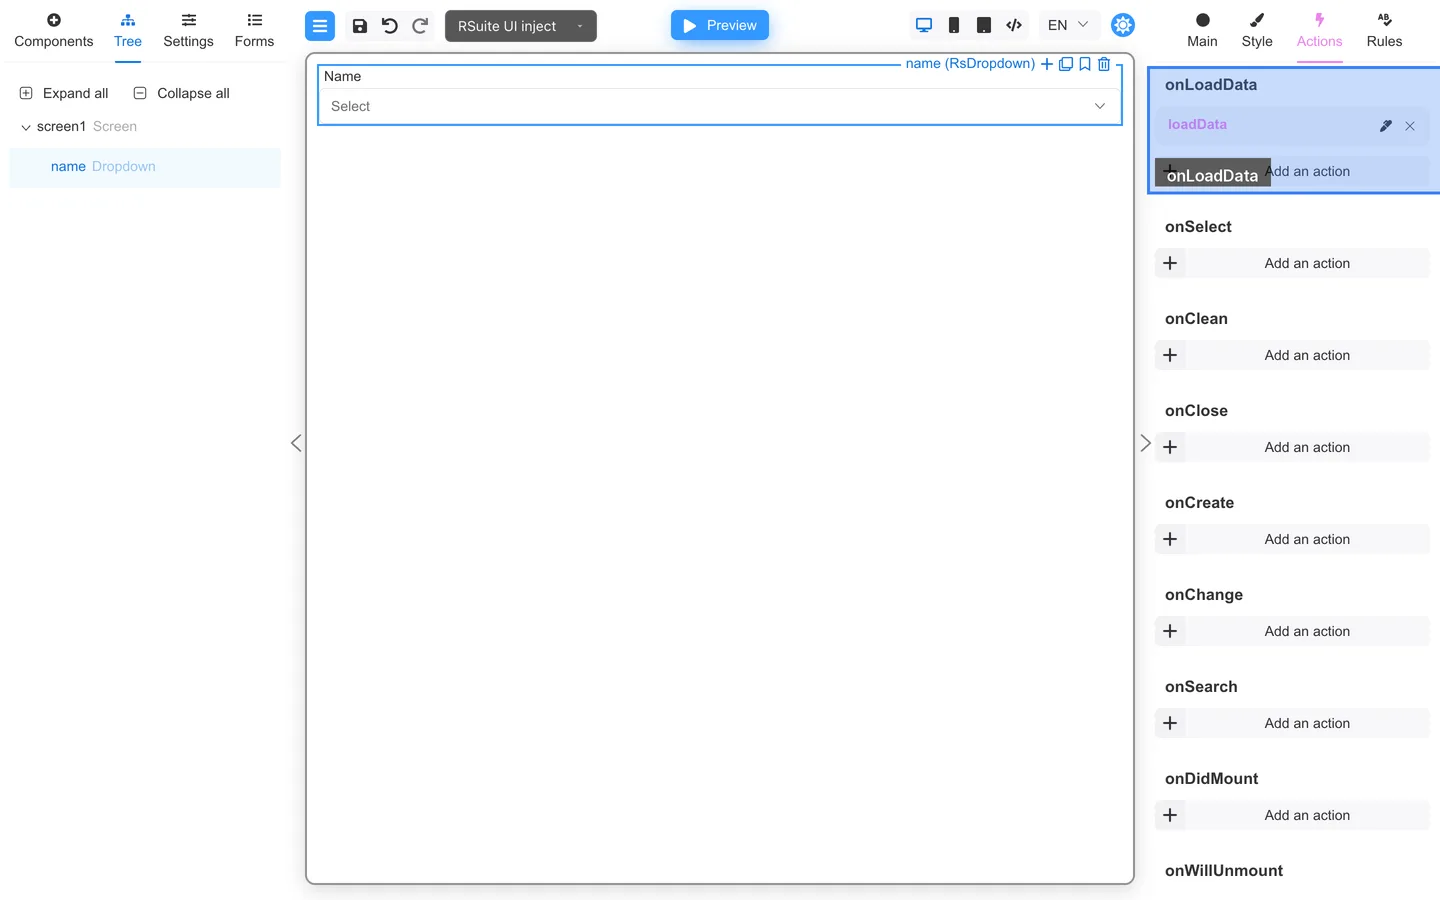 Components
Tree
Settings
Forms
RSuite UI inject
Preview
EN
Main
Style
Actions
AB
Rules
Expand all
Collapse all
screen1 Screen
name Dropdown
name (RsDropdown)
Name
Select
onLoadData
loadData
Add an action
onLoadData
onSelect
Add an action
onClean
Add an action
onClose
Add an action
onCreate
Add an action
onChange
Add an action
onSearch
Add an action
onDidMount
Add an action
onWillUnmount